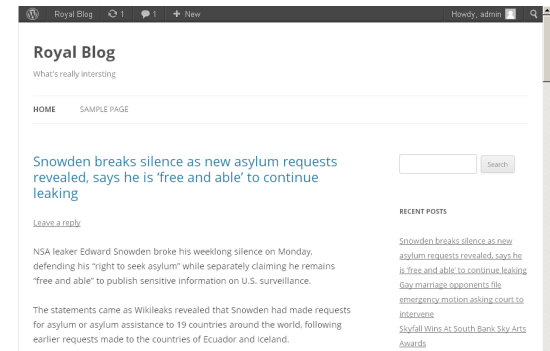 Royal Blog 1 1 + New Howdy, admin
Royal Blog
What's really intersting
HOME SAMPLE PAGE
Snowden breaks silence as new asylum requests
revealed, says he is ‘free and able’ to continue
leaking
Leave a reply
NSA leaker Edward Snowden broke his weeklong silence on Monday,
defending his “right to seek asylum” while separately claiming he remains
“free and able” to publish sensitive information on U.S. surveillance.
The statements came as Wikileaks revealed that Snowden had made requests
for asylum or asylum assistance to 19 countries around the world, following
earlier requests made to the countries of Ecuador and Iceland.
Search
RECENT POSTS
Snowden breaks silence as new
asylum requests revealed, says he
is ‘free and able’ to continue leaking
Gay marriage opponents file
emergency motion asking court to
intervene
Skyfall Wins At South Bank Sky Arts
Awards